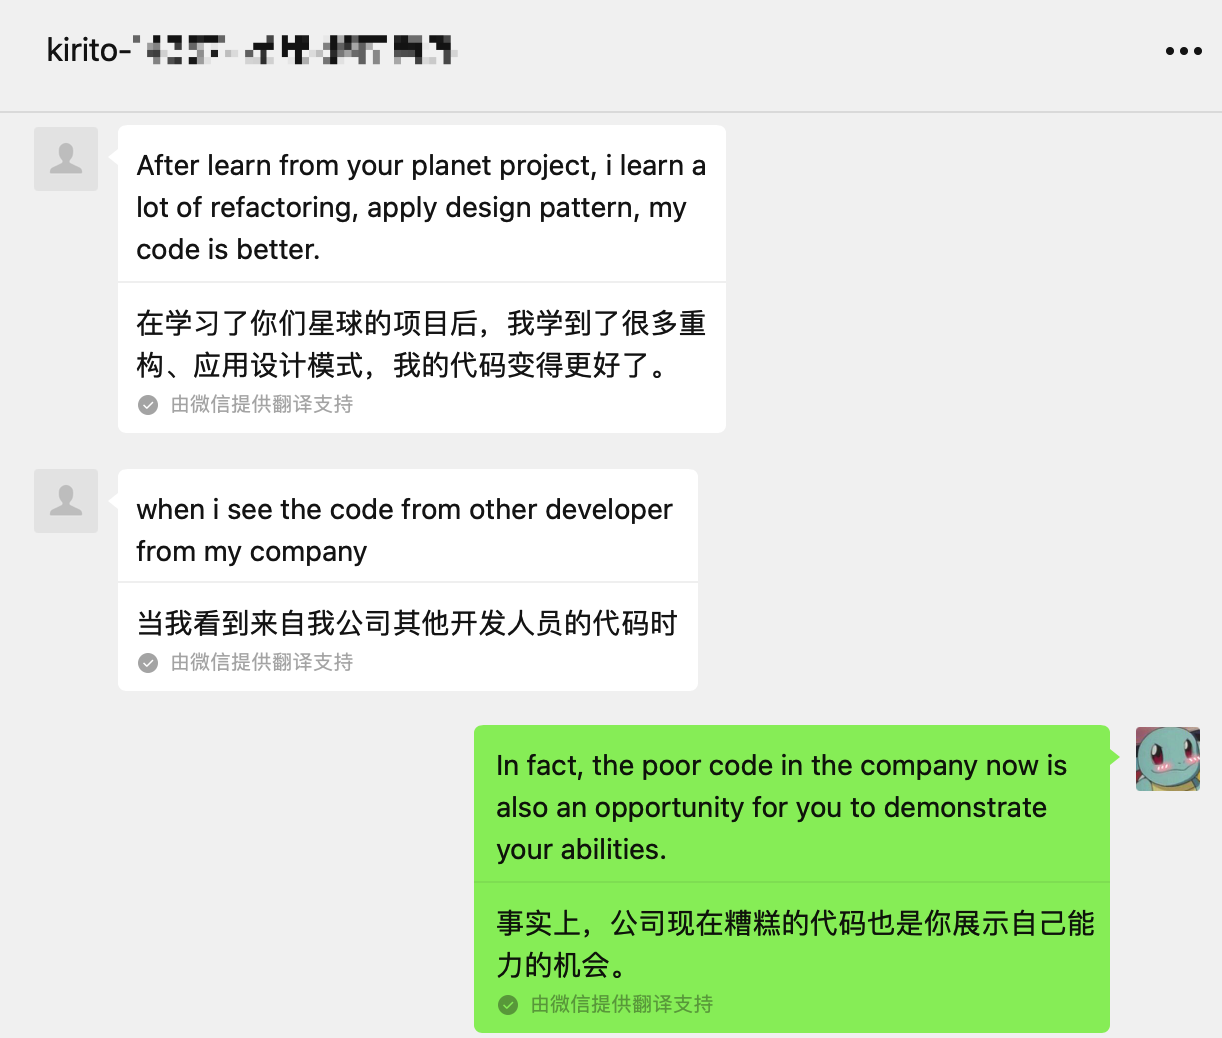 kirito-
After learn from your planet project, i learn a
lot of refactoring, apply design pattern, my
code is better.
在学习了你们星球的项目后，我学到了很多重
构、应用设计模式，我的代码变得更好了。
由微信提供翻译支持
when i see the code from other developer
from my company
当我看到来自我公司其他开发人员的代码时
由微信提供翻译支持
In fact, the poor code in the company now is
also an opportunity for you to demonstrate
your abilities.
事实上，公司现在糟糕的代码也是你展示自己能
力的机会。
由微信提供翻译支持